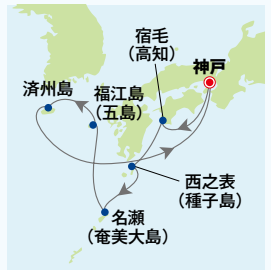 宿毛
（高知）
神戸
済州島
福江島
（五島）
西之表
（種子島）
名瀬
（奄美大島）